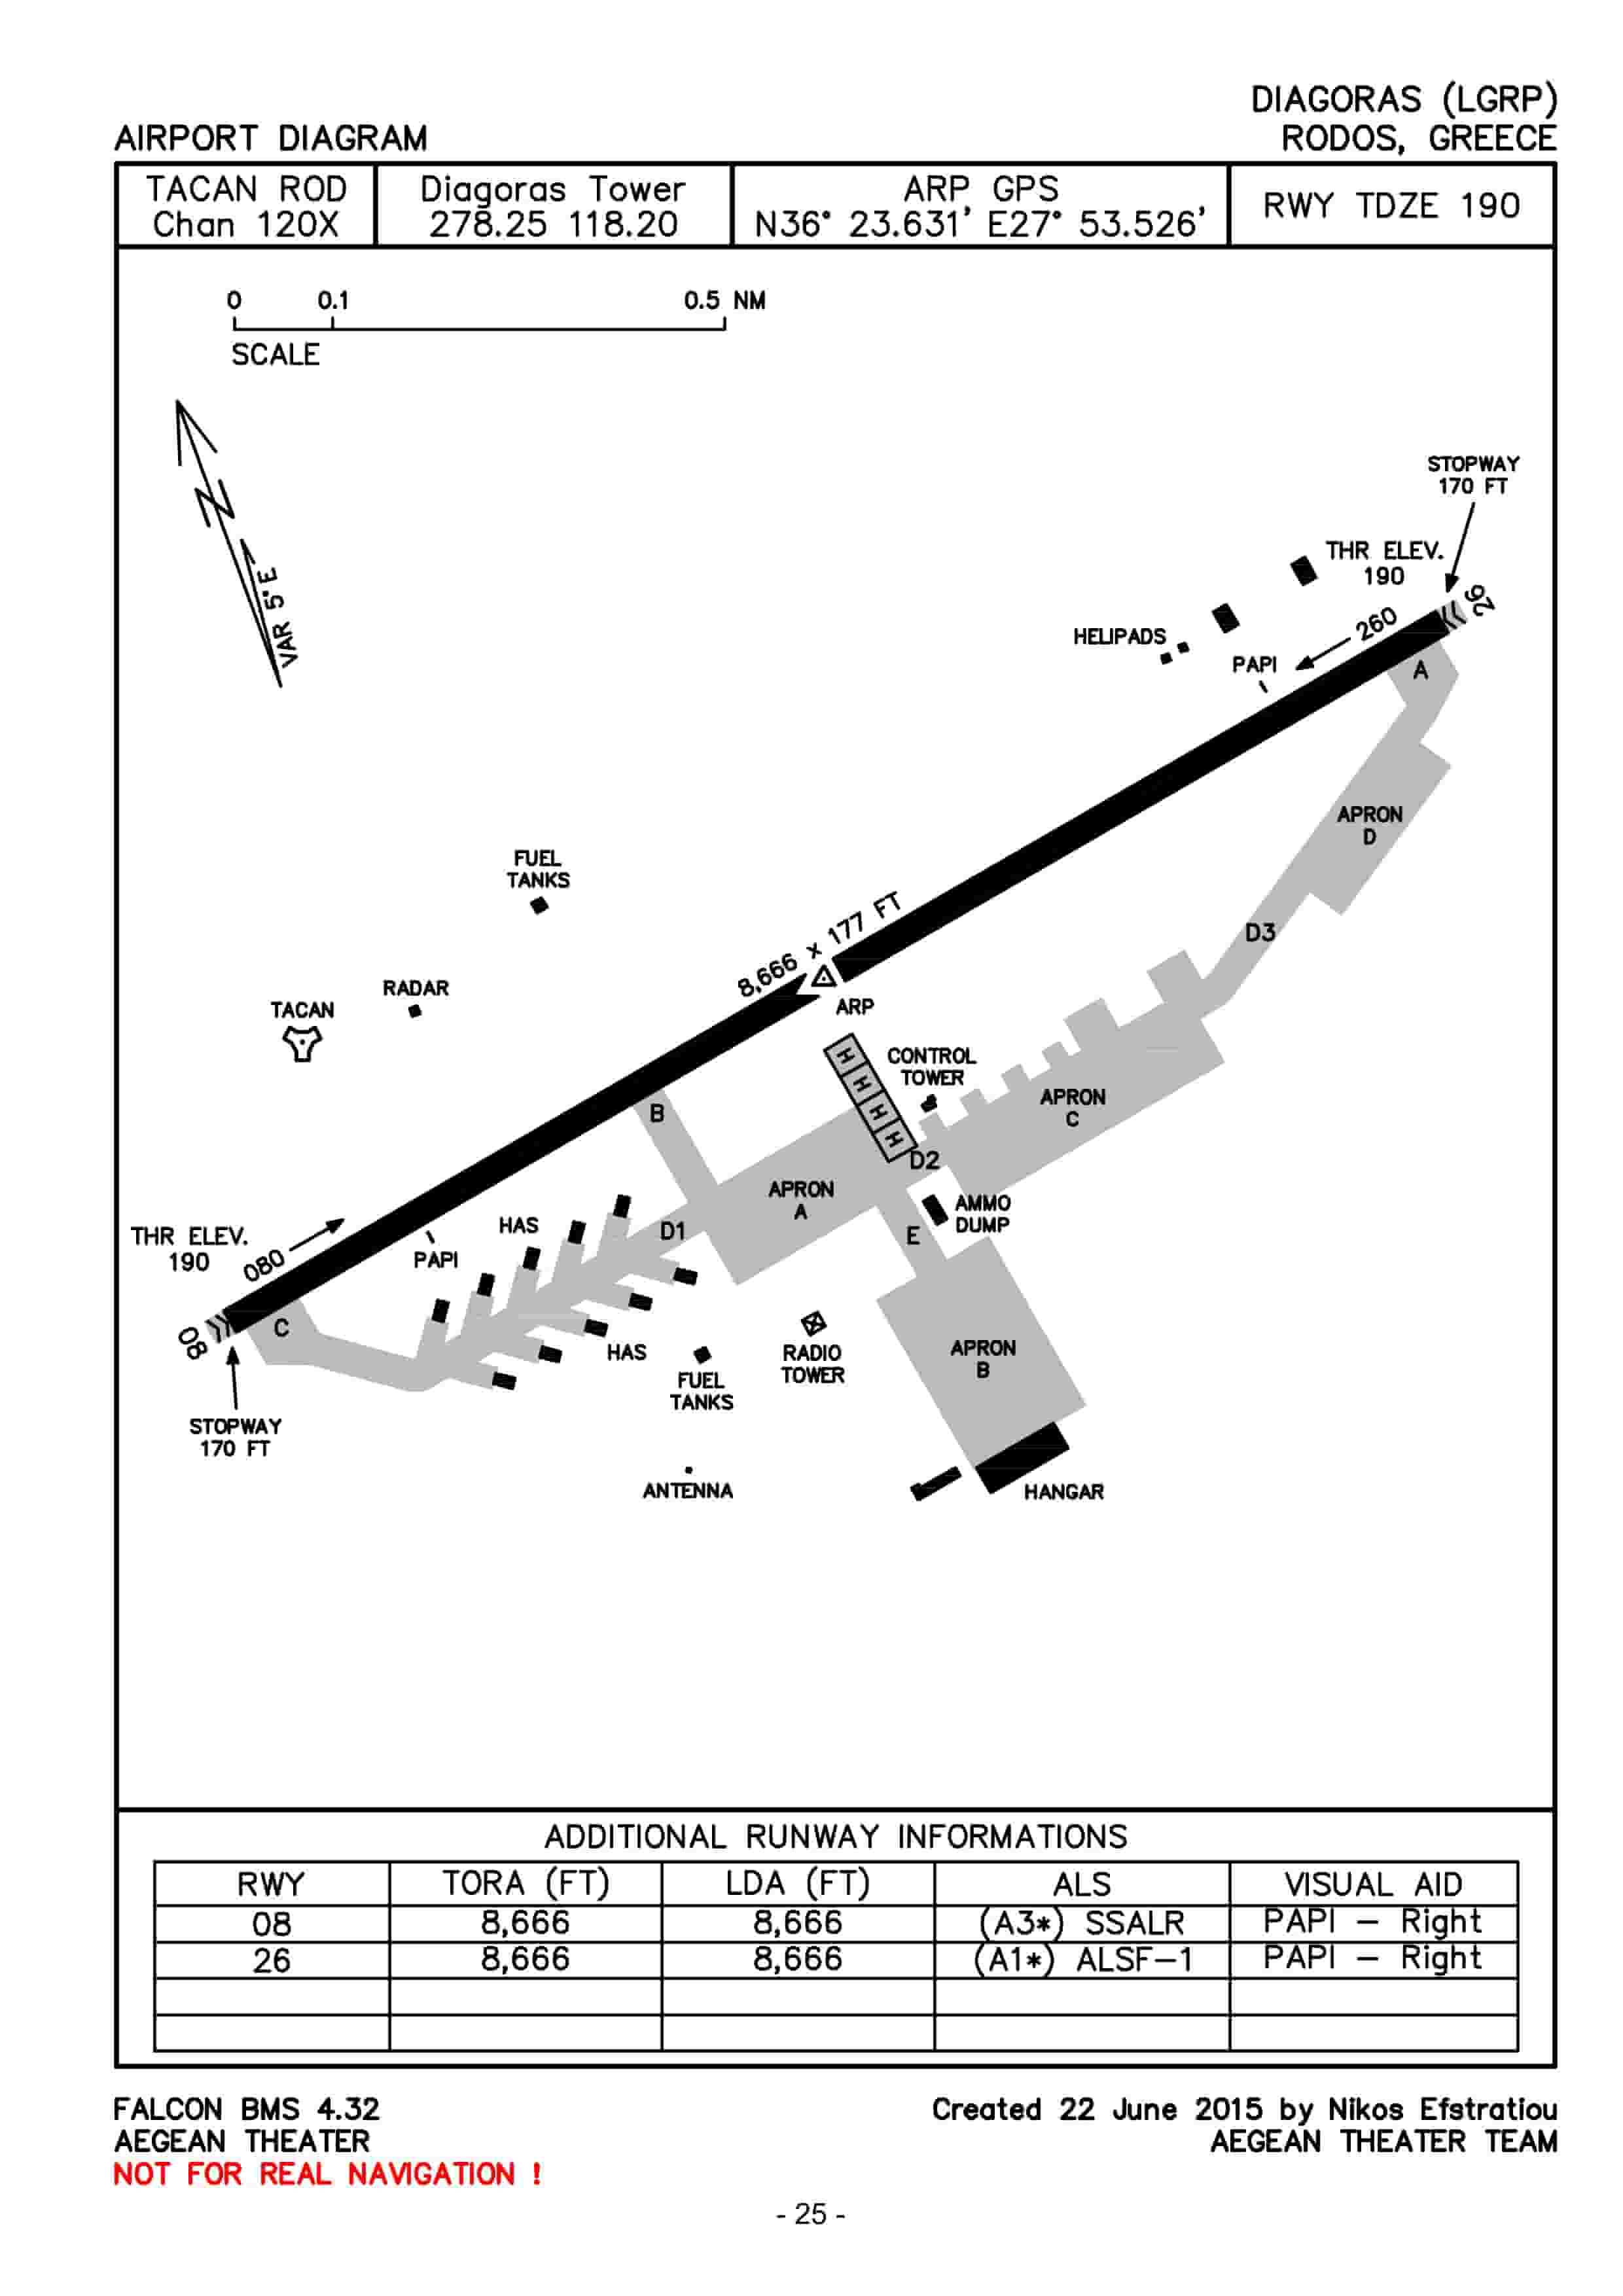 DIAGORAS (LGRP)
AIRPORT DIAGRAM
RODOS, GREECE
TACAN ROD
Chan 120X
Diagoras Tower
278.25 118.20
ARP GPS
N36° 23.631' E27° 53.526'
RWY TDZE 190
0 0.1 0.5 NM
SCALE
N
VAR 5°E
STOPWAY
170 FT
THR ELEV.
190
26
260
HELIPADS
PAPI
A
APRON
D
FUEL
TANKS
D3
8,666 x 177 FT
RADAR
TACAN
ARP
H
H
H
H
CONTROL
TOWER
APRON
C
B
D2
APRON
A
AMMO
DUMP
HAS
D1
E
THR ELEV.
190
080
PAPI
08
C
HAS
RADIO
TOWER
APRON
B
FUEL
TANKS
STOPWAY
170 FT
ANTENNA
HANGAR
ADDITIONAL RUNWAY INFORMATIONS
RWY TORA (FT) LDA (FT) ALS VISUAL AID
08 8,666 8,666 (A3*) SSALR PAPI – Right
26 8,666 8,666 (A1*) ALSF–1 PAPI – Right
FALCON BMS 4.32
Created 22 June 2015 by Nikos Efstratiou
AEGEAN THEATER
AEGEAN THEATER TEAM
NOT FOR REAL NAVIGATION !
- 25 -